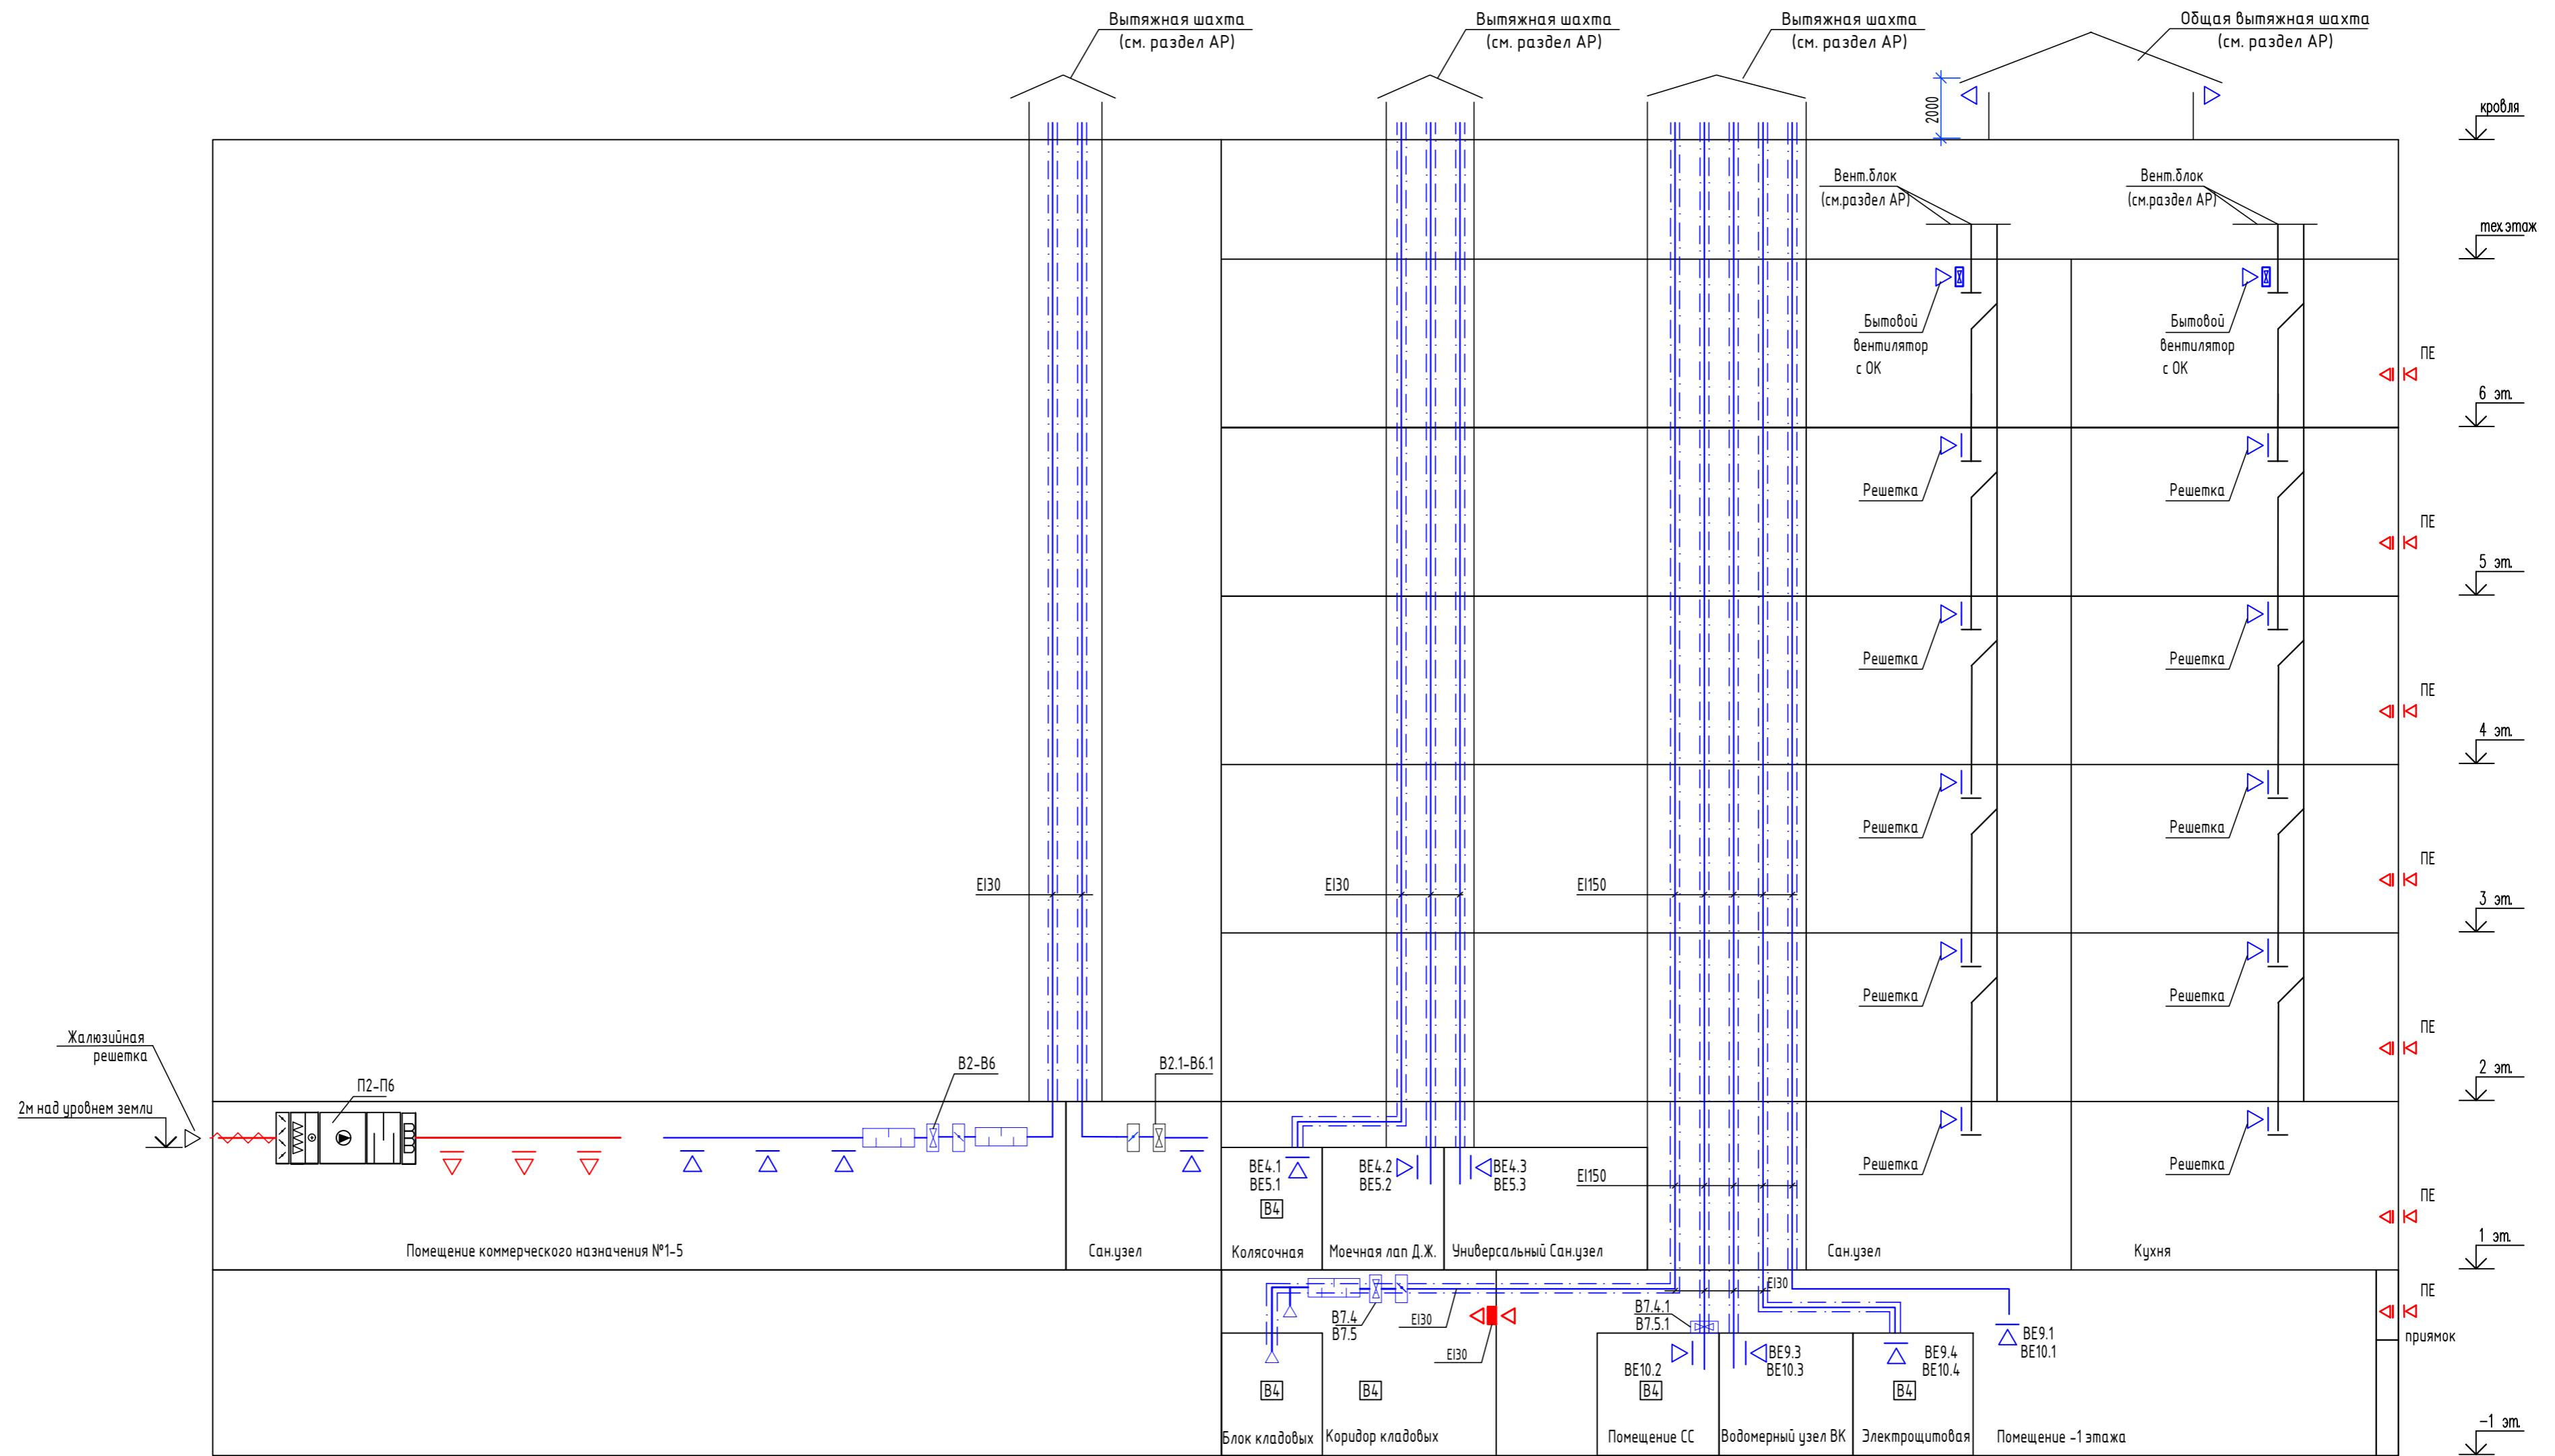 Вытяжная шахта
(см. раздел АР)
Вытяжная шахта
(см. раздел АР)
Вытяжная шахта
(см. раздел АР)
Общая вытяжная шахта
(см. раздел АР)
2000
кровля
Вент.блок
(см.раздел АР)
Вент.блок
(см.раздел АР)
тех.этаж
Бытовой
вентилятор
с ОК
Бытовой
вентилятор
с ОК
ПЕ
6 эт.
Решетка
Решетка
ПЕ
5 эт.
Решетка
Решетка
ПЕ
4 эт.
Решетка
Решетка
ПЕ
EI30
EI30
EI150
3 эт.
Решетка
Решетка
ПЕ
2 эт.
Жалюзийная
решетка
2м над уровнем земли
П2-П6
В2-В6
В2.1-В6.1
ВЕ4.1
ВЕ5.1
В4
ВЕ4.2
ВЕ5.2
ВЕ4.3
ВЕ5.3
EI150
Решетка
Решетка
ПЕ
Помещение коммерческого назначения №1-5
Сан.узел
Колясочная
Моечная лап Д.Ж.
Универсальный Сан.узел
Сан.узел
Кухня
1 эт.
EI30
В7.4
В7.5
EI30
EI30
В7.4.1
В7.5.1
ПЕ
приямок
ВЕ10.2
ВЕ9.3
ВЕ10.3
ВЕ9.4
ВЕ10.4
ВЕ9.1
ВЕ10.1
В4
В4
В4
В4
Блок кладовых
Коридор кладовых
Помещение СС
Водомерный узел ВК
Электрощитовая
Помещение -1 этажа
-1 эт.